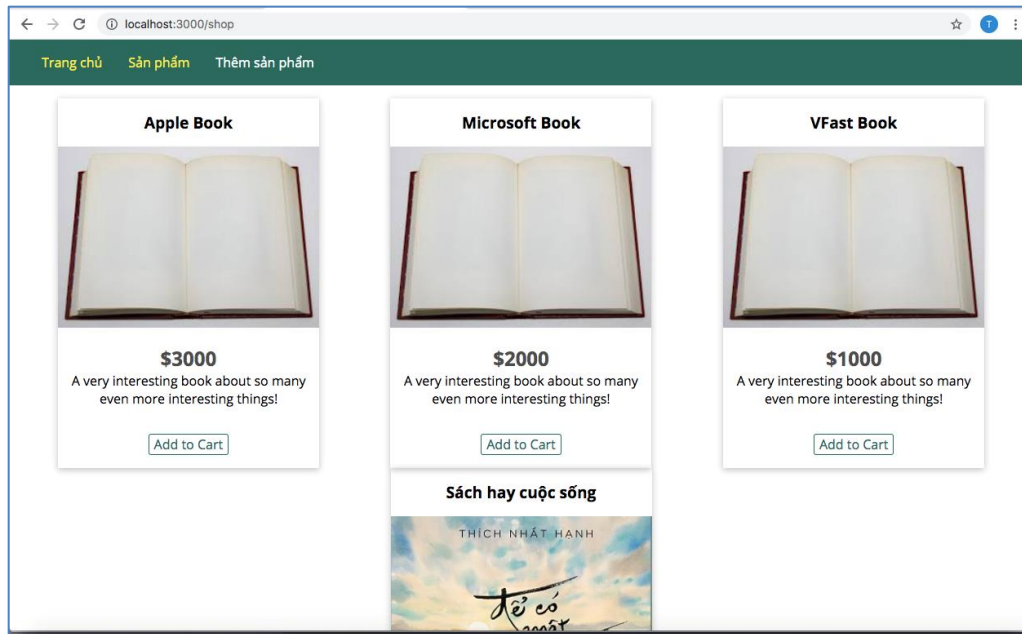 localhost:3000/shop
T
Trang chủ Sản phẩm Thêm sản phẩm
Apple Book
$3000
A very interesting book about so many
even more interesting things!
Add to Cart
Microsoft Book
$2000
A very interesting book about so many
even more interesting things!
Add to Cart
VFast Book
$1000
A very interesting book about so many
even more interesting things!
Add to Cart
Sách hay cuộc sống
THÍCH NHẤT HẠNH
Để có
một